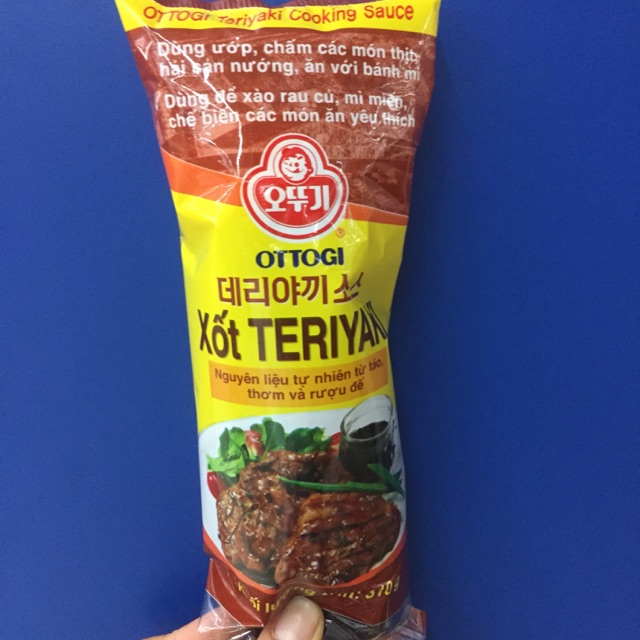 OTTOGI Teriyaki Cooking Sauce
Dùng ướp, chấm các món thịt,
hải sản nướng, ăn với bánh mì
Dùng để xào rau củ, mì miến,
chế biến các món ăn yêu thích
오뚜기
®
OTTOGI
데리야끼 소스
Xốt TERIYAKI
Nguyên liệu tự nhiên từ táo,
thơm và rượu đế
370g